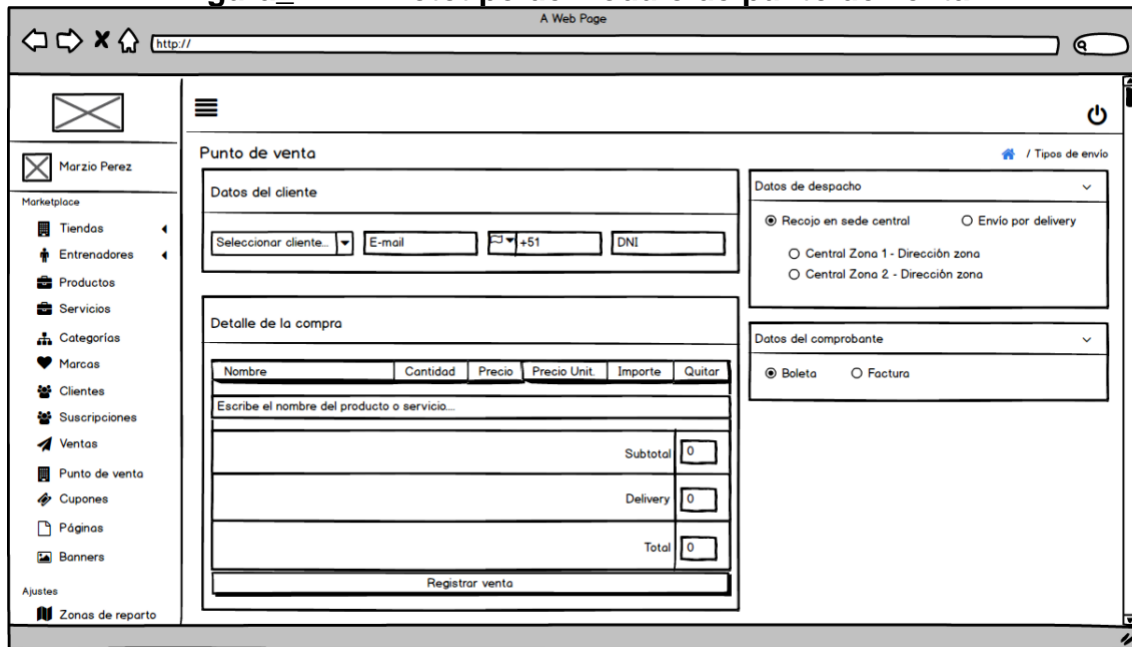 A Web Page
http://
Marzio Perez
Marketplace
Tiendas
Entrenadores
Productos
Servicios
Categorías
Marcas
Clientes
Suscripciones
Ventas
Punto de venta
Cupones
Páginas
Banners
Ajustes
Zonas de reparto
Punto de venta
/ Tipos de envio
Datos del cliente
Seleccionar cliente... E-mail +51 DNI
Detalle de la compra
Nombre Cantidad Precio Precio Unit. Importe Quitar
Escribe el nombre del producto o servicio...
Subtotal 0
Delivery 0
Total 0
Registrar venta
Datos de despacho
Recojo en sede central Envío por delivery
Central Zona 1 - Dirección zona
Central Zona 2 - Dirección zona
Datos del comprobante
Boleta Factura